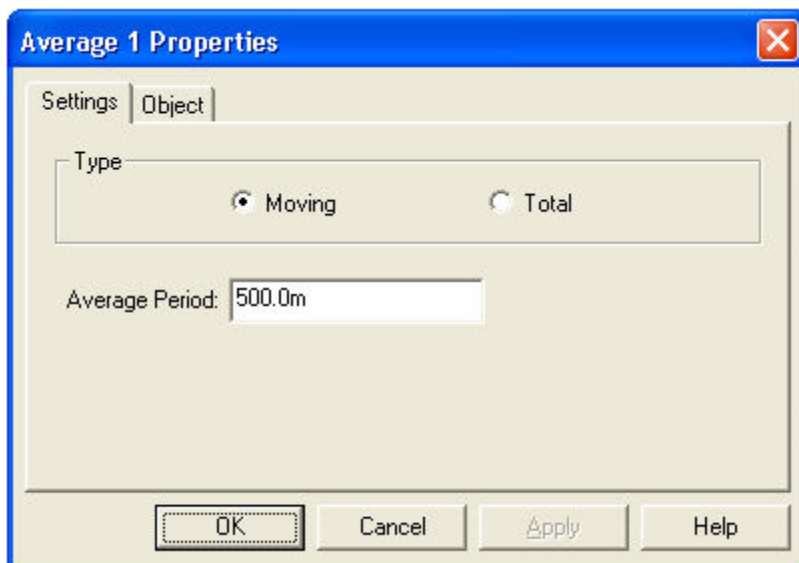 Average 1 Properties
Settings Object
Type
Moving Total
Average Period: 500.0m
OK Cancel Apply Help